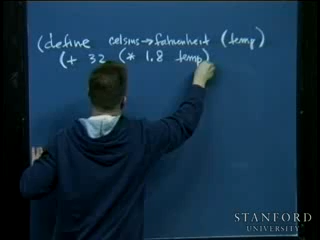 (define celsius→fahrenheit (temp)
(+ 32 (* 1.8 temp)
STANFORD
UNIVERSITY